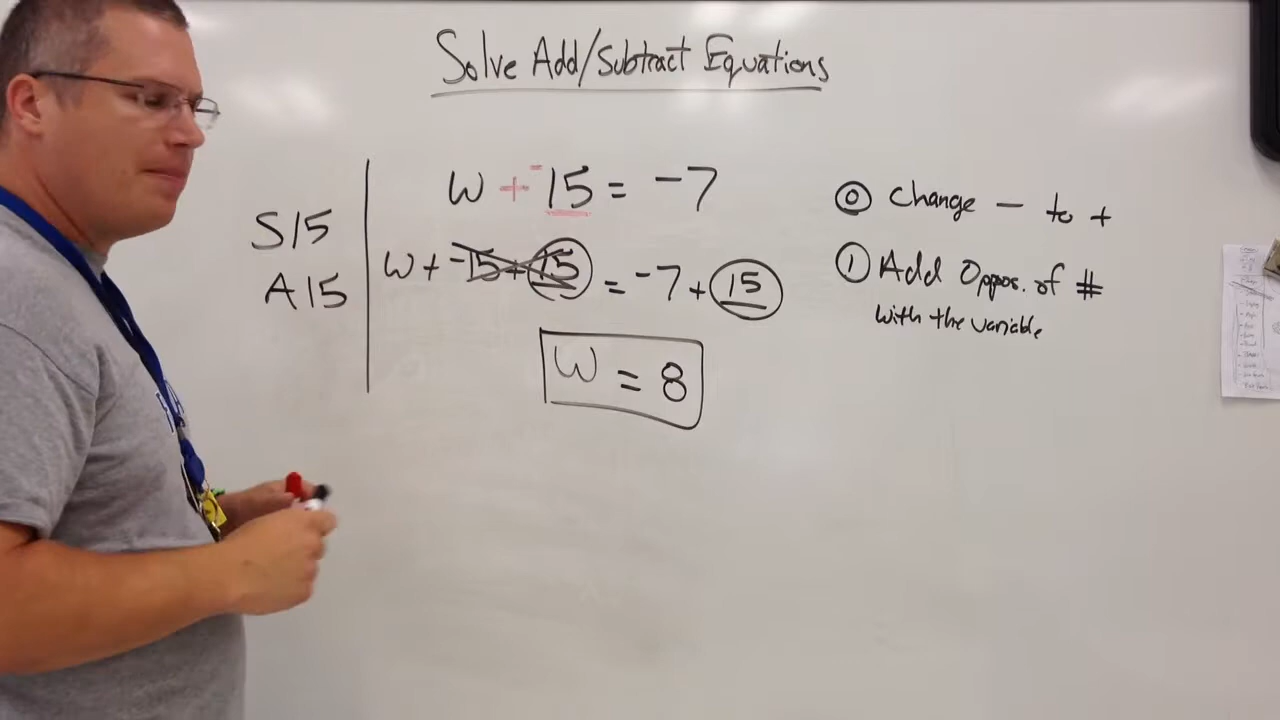 Solve Add/Subtract Equations
S15
A15
W + -15 = -7
W + -15 + 15 = -7 + 15
W = 8
0 Change - to +
1 Add Oppos. of #
with the variable